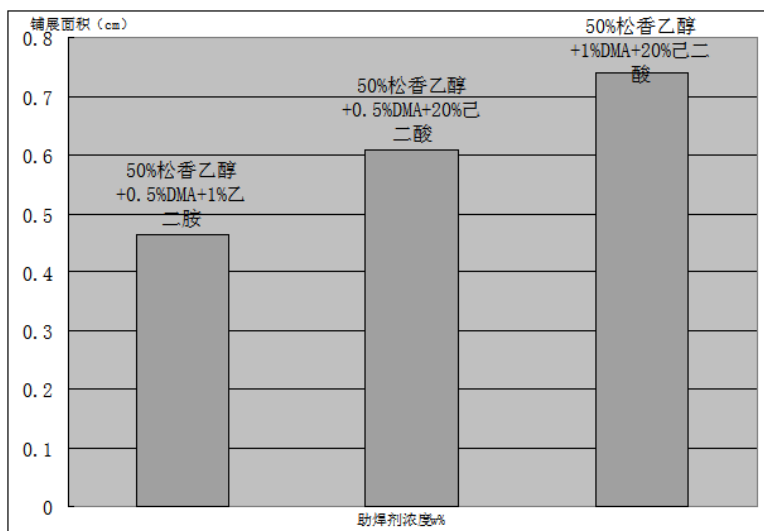 铺展面积（cm）
0.8
0.7
0.6
0.5
0.4
0.3
0.2
0.1
0
50%松香乙醇
+0.5%DMA+1%乙
二胺
50%松香乙醇
+0.5%DMA+20%己
二酸
50%松香乙醇
+1%DMA+20%己二
酸
助焊剂浓度w%